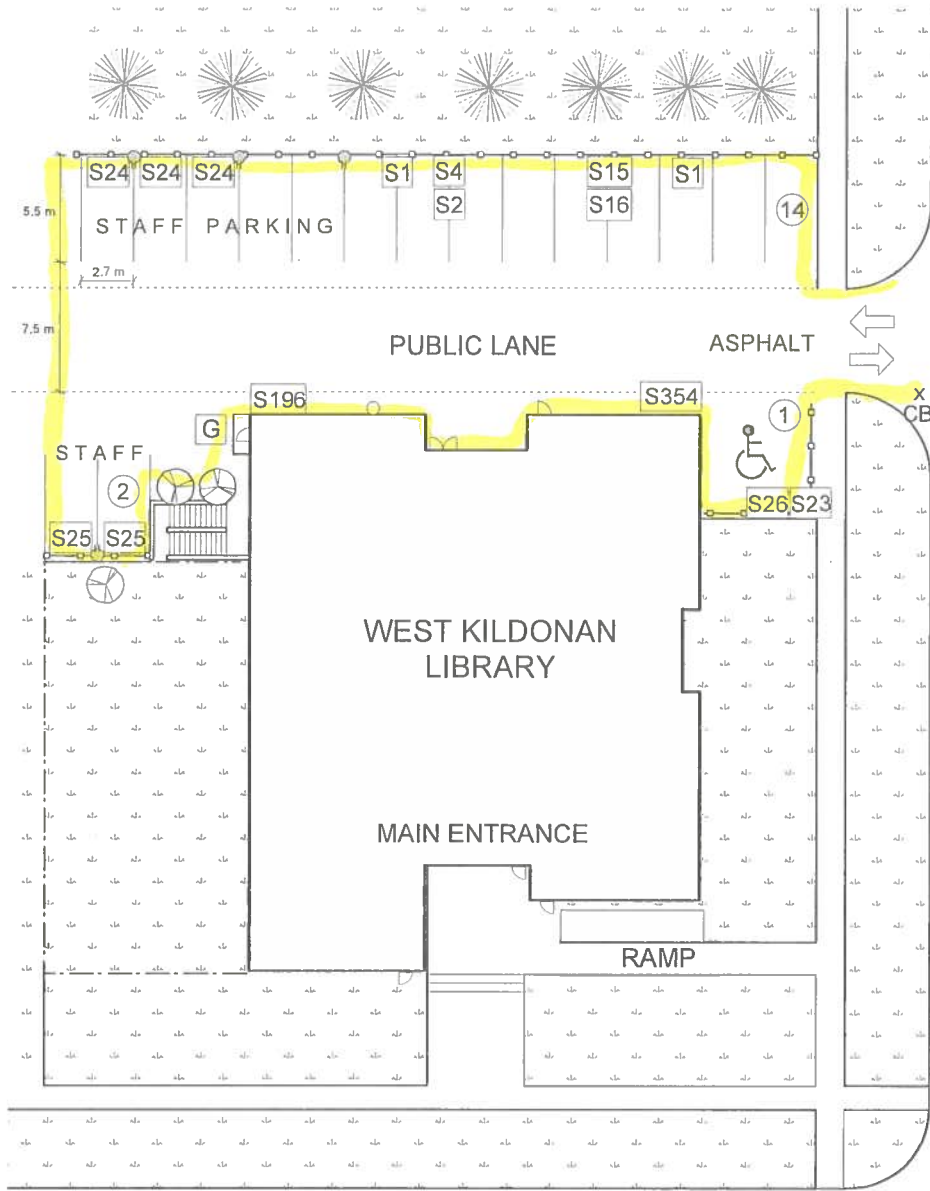 S24
S24
S24
S1
S4
S15
S1
S2
S16
5.5 m
14
STAFF PARKING
2.7 m
7.5 m
PUBLIC LANE
ASPHALT
S196
S354
x
CB
G
1
STAFF
2
S26
S23
S25
S25
WEST KILDONAN
LIBRARY
MAIN ENTRANCE
RAMP